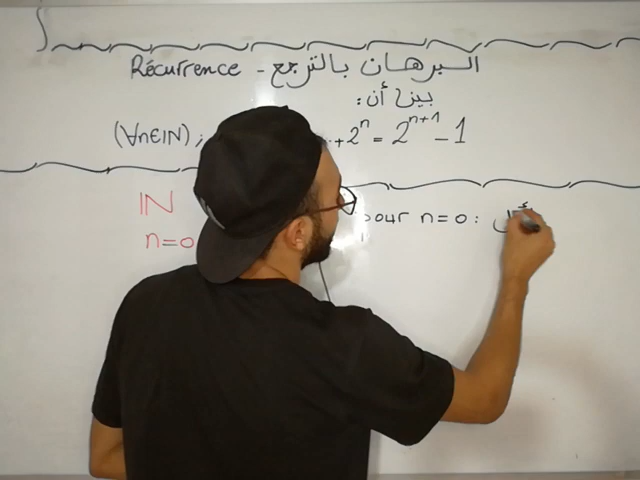 البرهان بالترجع - Récurrence
بين أن:
(∀n∈IN); +2ⁿ = 2ⁿ⁺¹ - 1
IN
pour n=0:
n=0